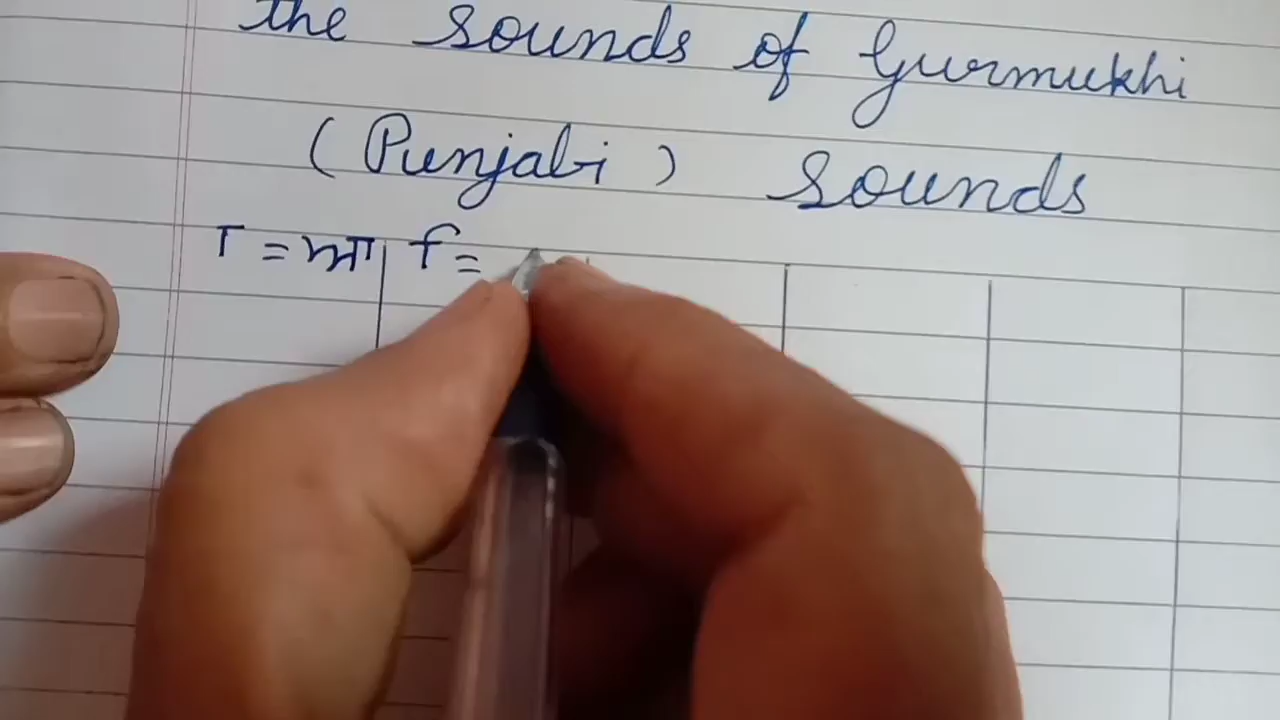 the sounds of Gurmukhi
(Punjabi) Sounds
ਾ = ਆ ਿ =